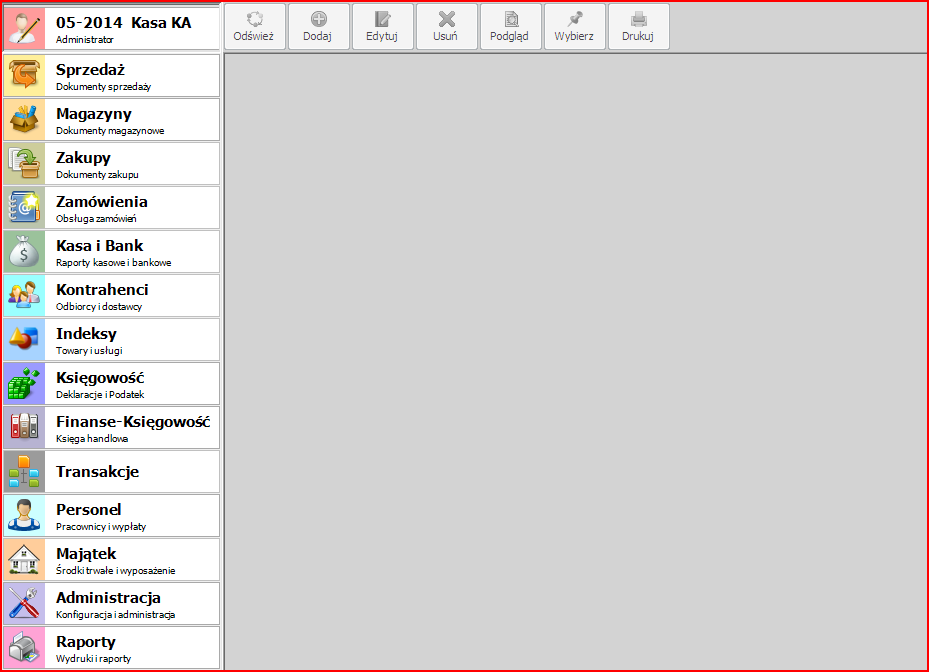 05-2014 Kasa KA
Administrator
Odśwież
Dodaj
Edytuj
Usuń
Podgląd
Wybierz
Drukuj
Sprzedaż
Dokumenty sprzedaży
Magazyny
Dokumenty magazynowe
Zakupy
Dokumenty zakupu
Zamówienia
Obsługa zamówień
Kasa i Bank
Raporty kasowe i bankowe
Kontrahenci
Odbiorcy i dostawcy
Indeksy
Towary i usługi
Księgowość
Deklaracje i Podatek
Finanse-Księgowość
Księga handlowa
Transakcje
Personel
Pracownicy i wypłaty
Majątek
Środki trwałe i wyposażenie
Administracja
Konfiguracja i administracja
Raporty
Wydruki i raporty